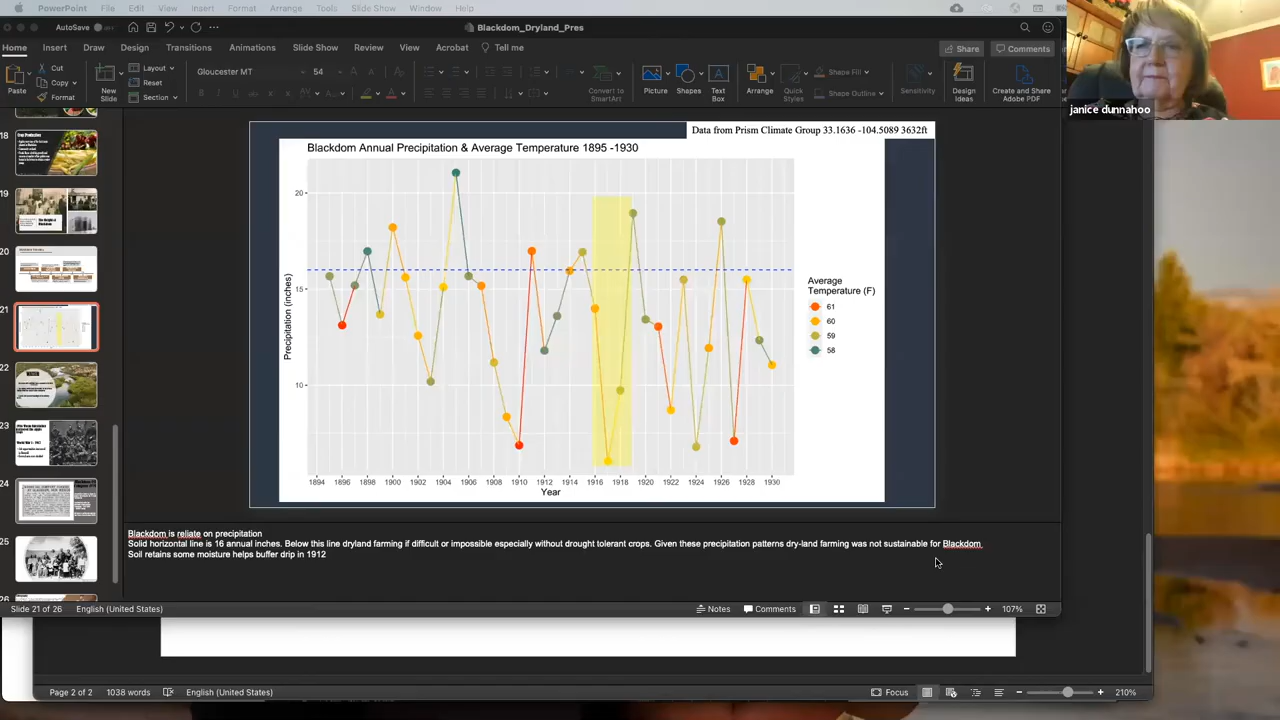 PowerPoint File Edit View Insert Format Arrange Tools Slide Show Window Help
AutoSave Blackdom_Dryland_Pres
Home Insert Draw Design Transitions Animations Slide Show Review View Acrobat Tell me Share Comments
Paste Cut Copy Format New Slide Layout Reset Section Gloucester MT 54 Convert to SmartArt Picture Shapes Text Box Arrange Quick Styles Shape Fill Shape Outline Sensitivity Design Ideas Create and Share Adobe PDF
janice dunnahoo
Data from Prism Climate Group 33.1636 -104.5089 3632ft
Blackdom Annual Precipitation & Average Temperature 1895 -1930
Precipitation (inches)
20
15
10
1894 1896 1898 1900 1902 1904 1906 1908 1910 1912 1914 1916 1918 1920 1922 1924 1926 1928 1930
Year
Average
Temperature (F)
61
60
59
58
18
19
20
21
22
23
24
25
26
Blackdom is reliate on precipitation
Solid horizontal line is 16 annual inches. Below this line dryland farming if difficult or impossible especially without drought tolerant crops. Given these precipitation patterns dry-land farming was not sustainable for Blackdom
Soil retains some moisture helps buffer drip in 1912
Slide 21 of 26 English (United States) Notes Comments 107%
Page 2 of 2 1038 words English (United States) Focus 210%